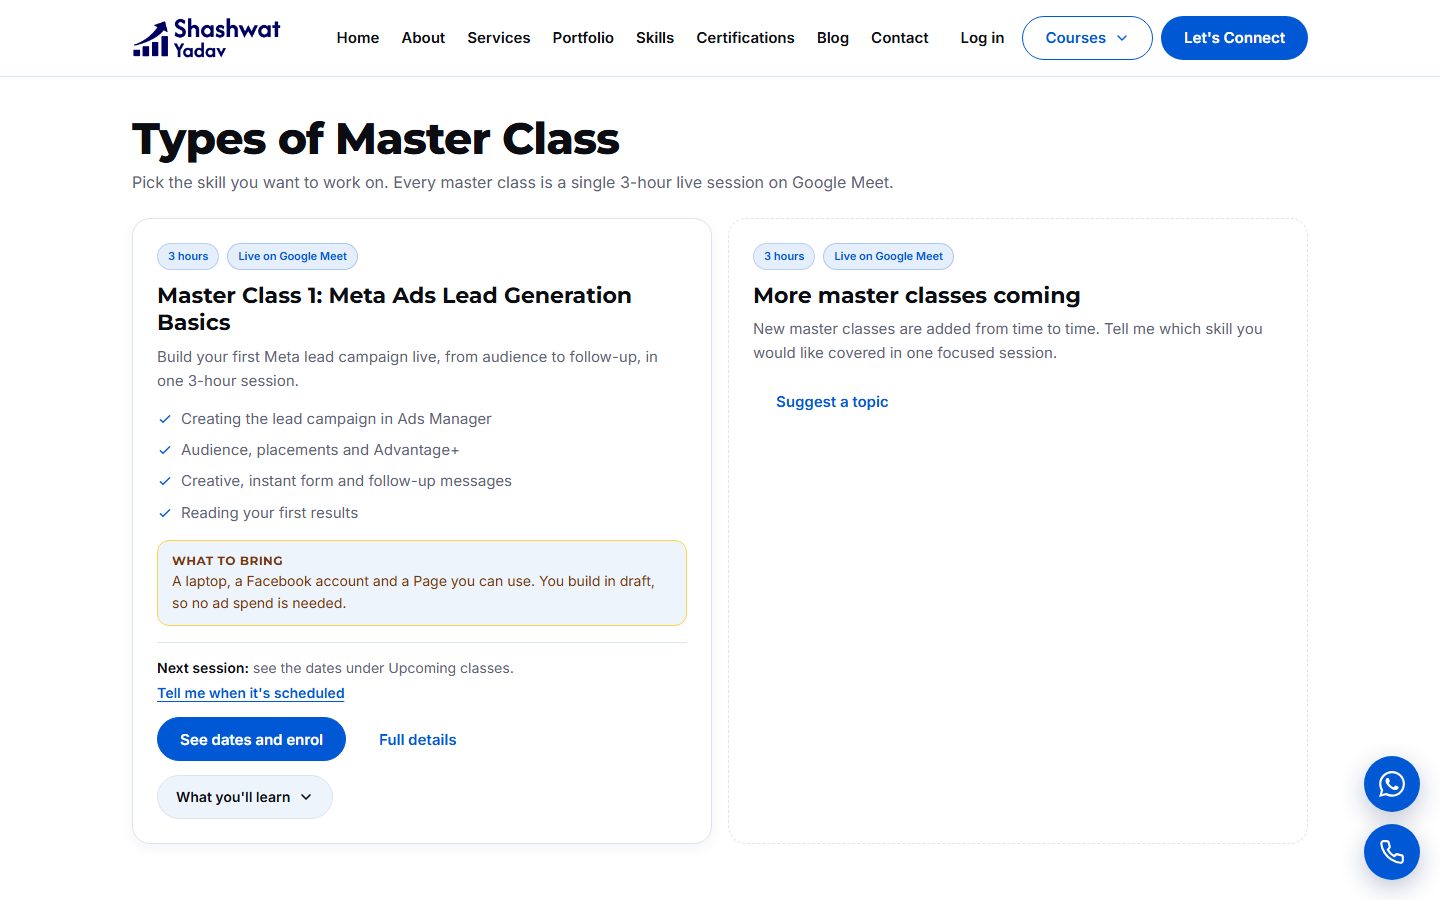 Shashwat
Yadav
Home
About
Services
Portfolio
Skills
Certifications
Blog
Contact
Log in
Courses
Let's Connect
Types of Master Class
Pick the skill you want to work on. Every master class is a single 3-hour live session on Google Meet.
3 hours
Live on Google Meet
Master Class 1: Meta Ads Lead Generation
Basics
Build your first Meta lead campaign live, from audience to follow-up, in
one 3-hour session.
Creating the lead campaign in Ads Manager
Audience, placements and Advantage+
Creative, instant form and follow-up messages
Reading your first results
WHAT TO BRING
A laptop, a Facebook account and a Page you can use. You build in draft,
so no ad spend is needed.
Next session: see the dates under Upcoming classes.
Tell me when it's scheduled
See dates and enrol
Full details
What you'll learn
3 hours
Live on Google Meet
More master classes coming
New master classes are added from time to time. Tell me which skill you
would like covered in one focused session.
Suggest a topic